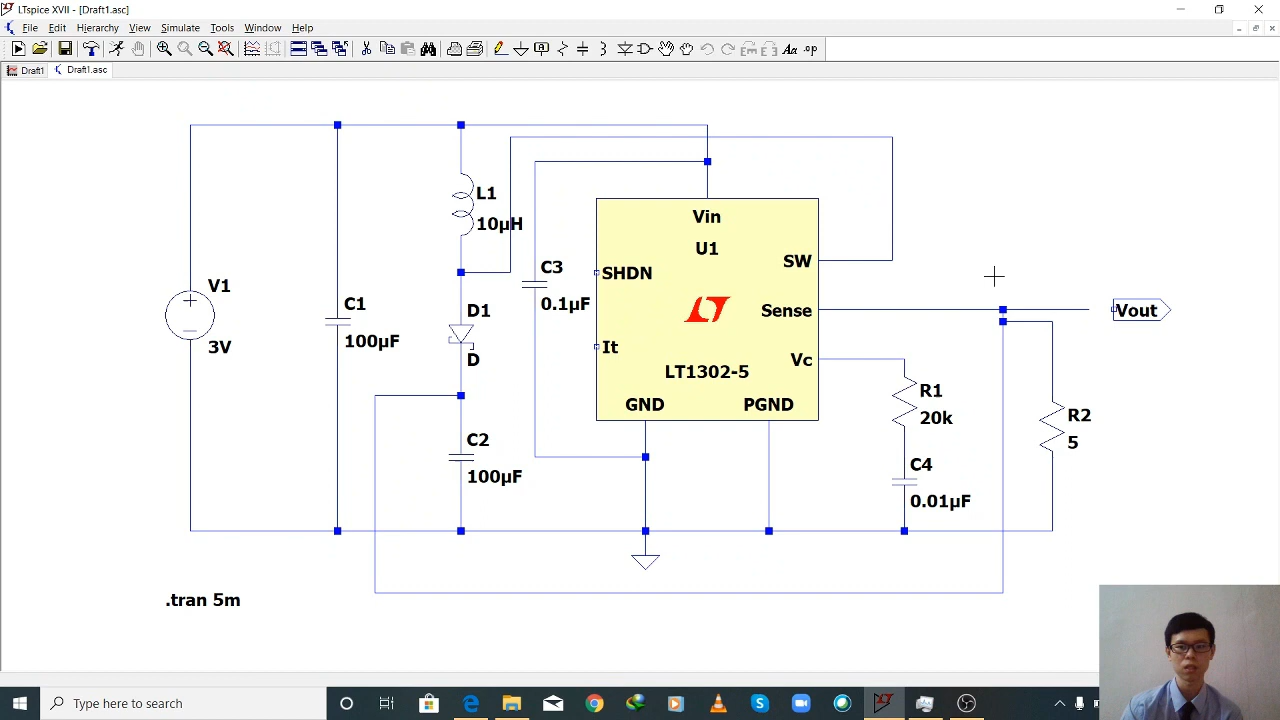 LTspice XVII - [Draft1.asc]
File Edit Hierarchy View Simulate Tools Window Help
Draft1 Draft1.asc
V1
3V
C1
100µF
L1
10µH
D1
D
C2
100µF
C3
0.1µF
Vin
U1
SHDN
SW
Sense
It
Vc
LT1302-5
GND
PGND
Vout
R1
20k
C4
0.01µF
R2
5
.tran 5m
Type here to search